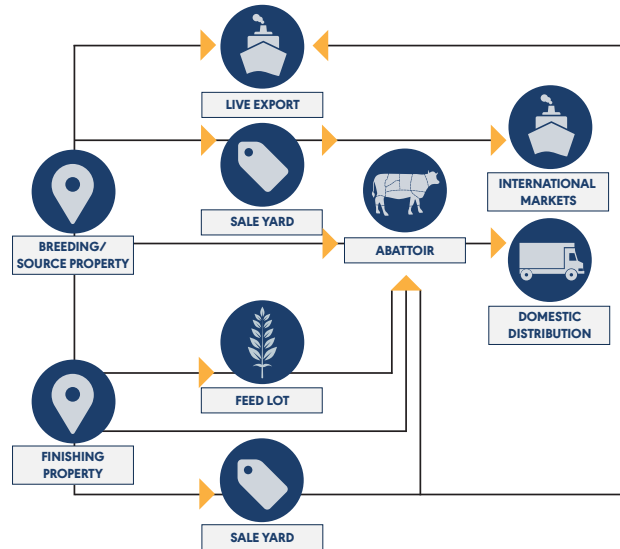 LIVE EXPORT
INTERNATIONAL
MARKETS
SALE YARD
BREEDING/
SOURCE PROPERTY
ABATTOIR
DOMESTIC
DISTRIBUTION
FEED LOT
FINISHING
PROPERTY
SALE YARD